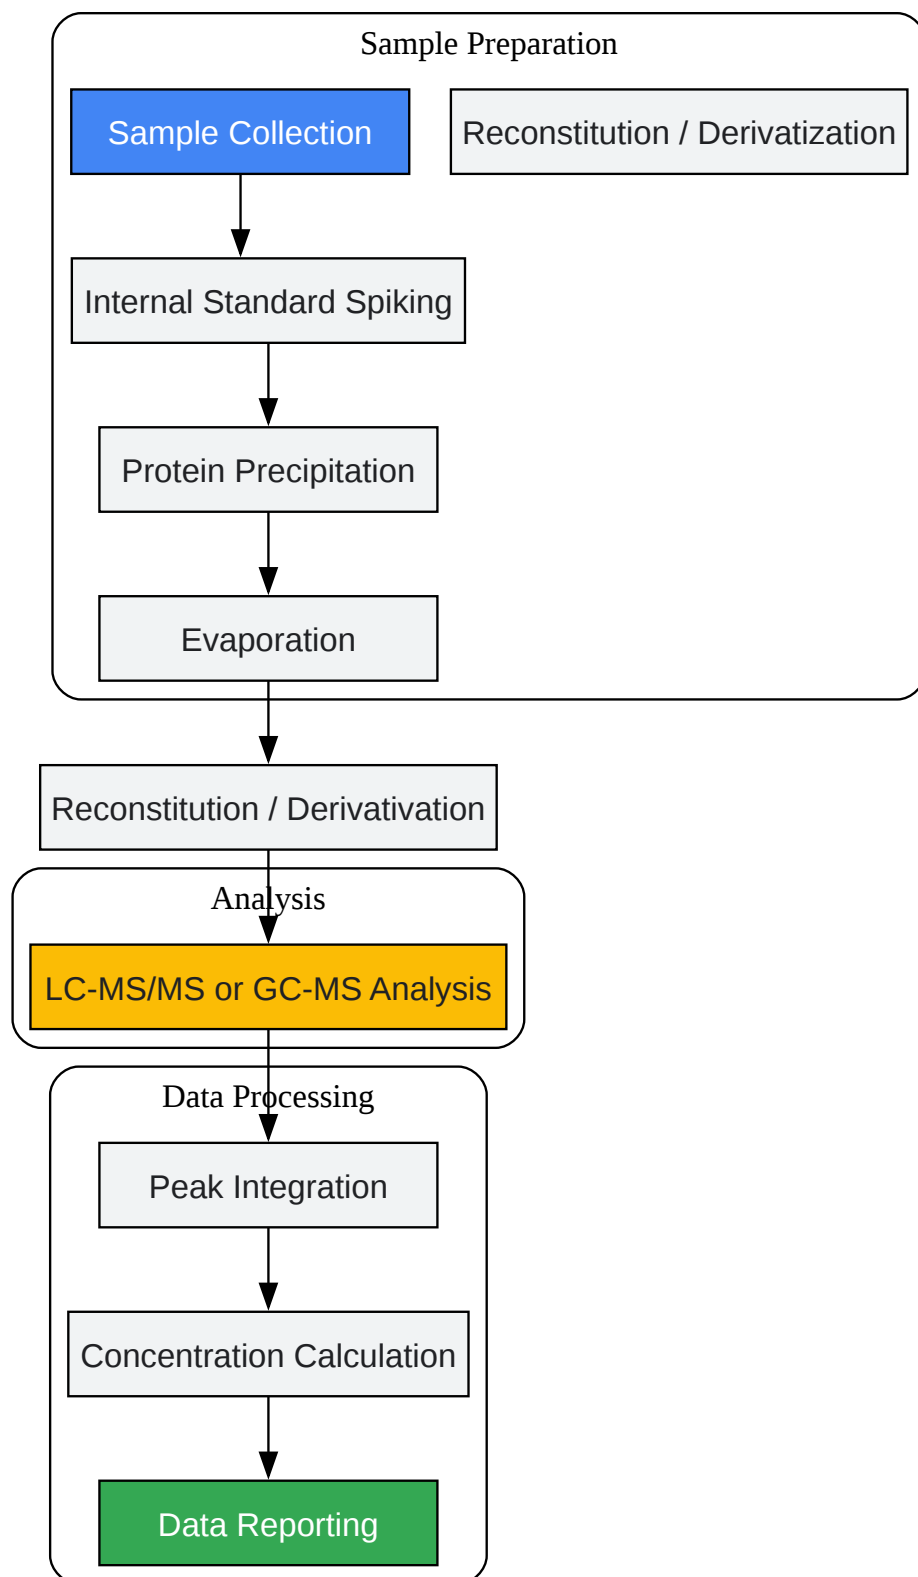 Sample Preparation
Sample Collection
Reconstitution / Derivatization
Internal Standard Spiking
Protein Precipitation
Evaporation
Reconstitution / Derivativation
Analysis
LC-MS/MS or GC-MS Analysis
Data Processing
Peak Integration
Concentration Calculation
Data Reporting